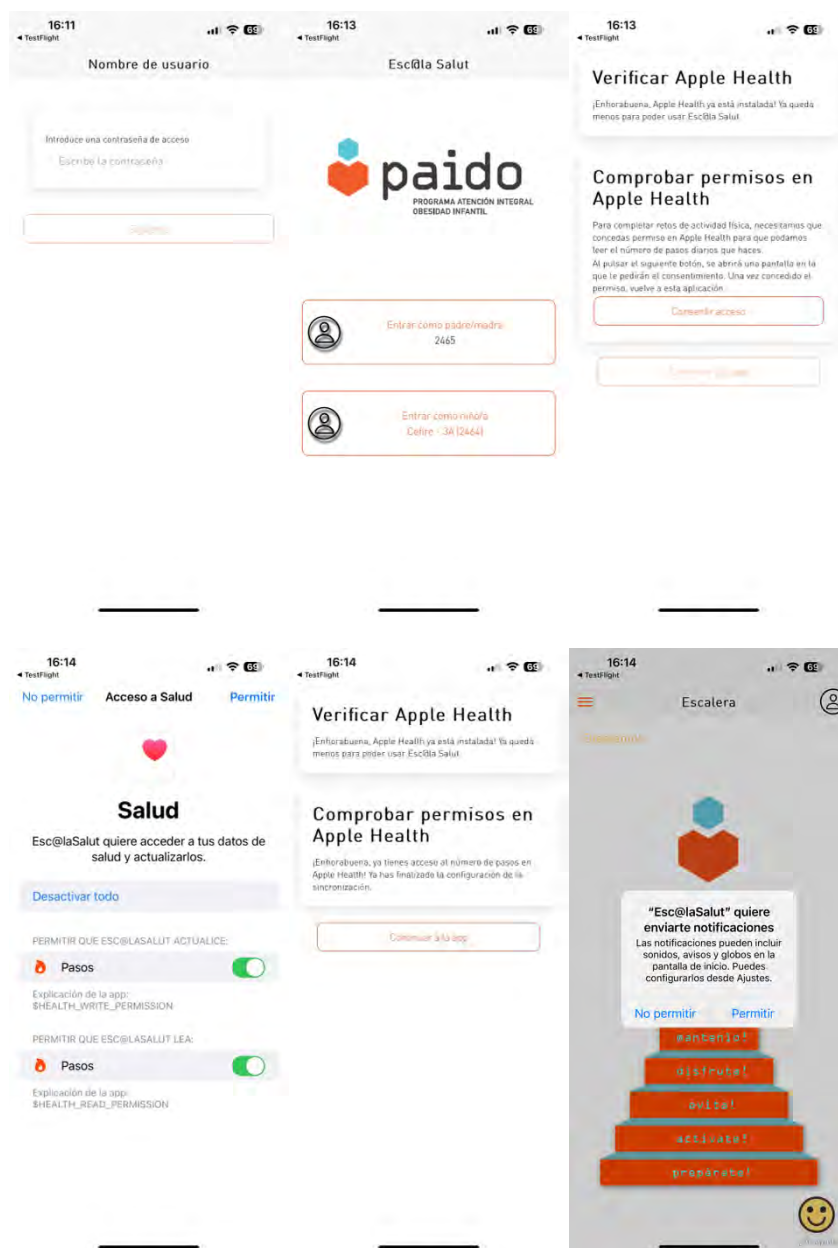 16:11
TestFlight
69
Nombre de usuario
Introduce una contraseña de acceso
Escribe la contraseña
16:13
TestFlight
69
Esc@la Salut
paido
PROGRAMA ATENCIÓN INTEGRAL
OBESIDAD INFANTIL
Entrar como padre/madre
2465
Entrar como niño/a
Cefire - 3A (2464)
16:13
TestFlight
69
Verificar Apple Health
¡Enhorabuena, Apple Health ya está instalada! Ya queda
menos para poder usar Esc@la Salut
Comprobar permisos en
Apple Health
Para completar retos de actividad física, necesitamos que
concedas permiso en Apple Health para que podamos
leer el número de pasos diarios que haces.
Al pulsar el siguiente botón, se abrirá una pantalla en la
que le pedirán el consentimiento. Una vez concedido el
permiso, vuelve a esta aplicación.
Consentir acceso
16:14
TestFlight
69
No permitir Acceso a Salud Permitir
Salud
Esc@laSalut quiere acceder a tus datos de
salud y actualizarlos.
Desactivar todo
PERMITIR QUE ESC@LASALUT ACTUALICE:
Pasos
Explicación de la app:
$HEALTH_WRITE_PERMISSION
PERMITIR QUE ESC@LASALUT LEA:
Pasos
Explicación de la app:
$HEALTH_READ_PERMISSION
16:14
TestFlight
69
Verificar Apple Health
¡Enhorabuena, Apple Health ya está instalada! Ya queda
menos para poder usar Esc@la Salut
Comprobar permisos en
Apple Health
¡Enhorabuena, ya tienes acceso al número de pasos en
Apple Health! Ya has finalizado la configuración de la
sincronización.
Continuar a la app
16:14
TestFlight
69
Escalera
"Esc@laSalut" quiere
enviarte notificaciones
Las notificaciones pueden incluir
sonidos, avisos y globos en la
pantalla de inicio. Puedes
configurarlos desde Ajustes.
No permitir Permitir
mantenlo!
disfruta!
evita!
actívate!
prepárate!